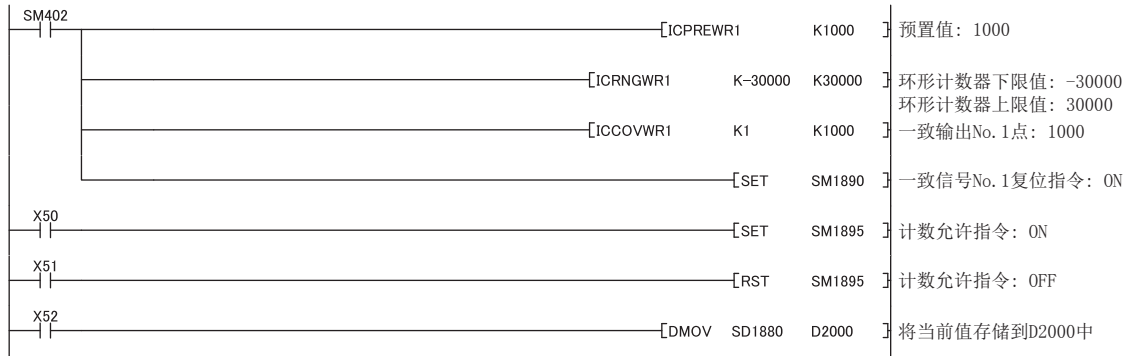 SM402
ICPREWR1 K1000 预置值: 1000
ICRNGWR1 K-30000 K30000 环形计数器下限值: -30000
环形计数器上限值: 30000
ICCOVWR1 K1 K1000 一致输出No.1点: 1000
SET SM1890 一致信号No.1复位指令: ON
X50
SET SM1895 计数允许指令: ON
X51
RST SM1895 计数允许指令: OFF
X52
DMOV SD1880 D2000 将当前值存储到D2000中